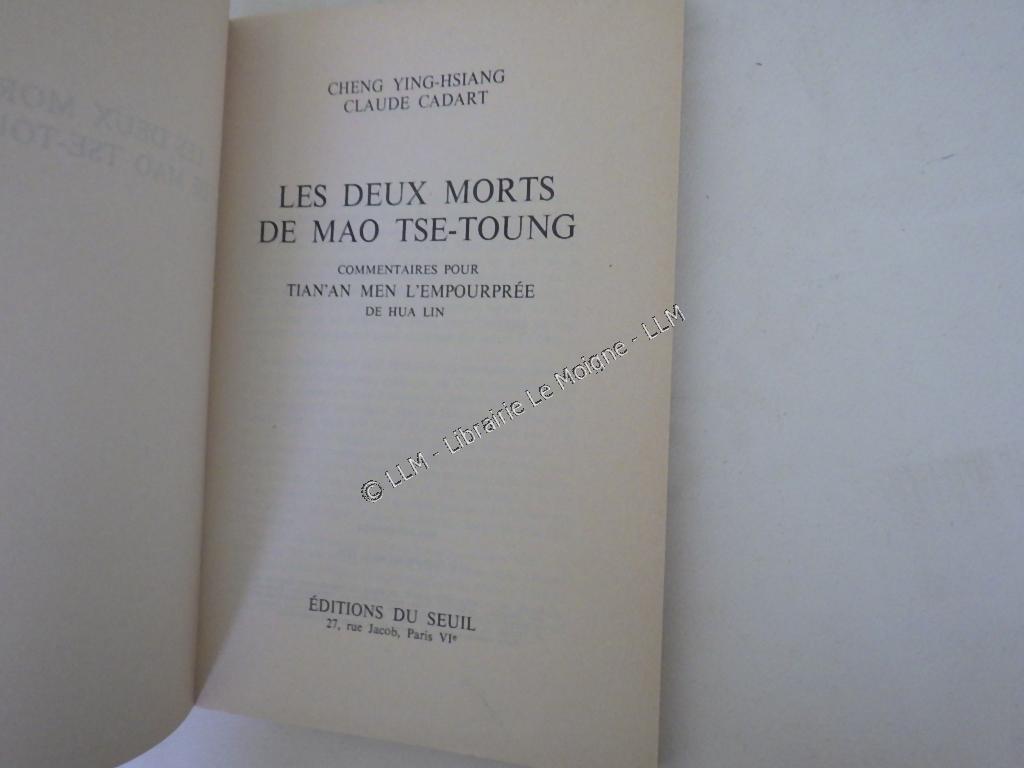 CHENG YING-HSIANG
CLAUDE CADART
LES DEUX MORTS
DE MAO TSE-TOUNG
COMMENTAIRES POUR
TIAN'AN MEN L'EMPOURPRÉE
DE HUA LIN
© LLM - Librairie Le Moigne - LLM
ÉDITIONS DU SEUIL
27, rue Jacob, Paris VIe